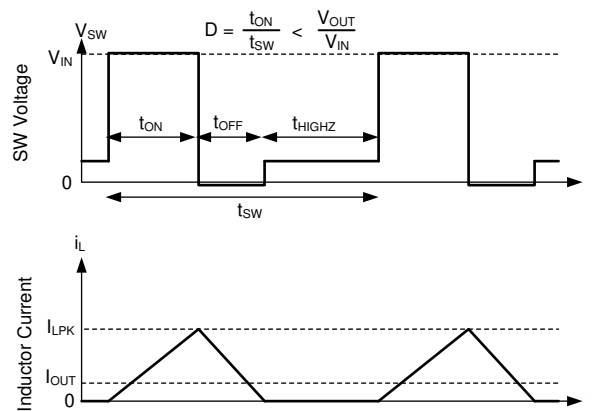 V_SW
D = t_ON / t_SW < V_OUT / V_IN
V_IN
SW Voltage
t_ON
t_OFF
t_HIGHZ
0
t_SW
i_L
Inductor Current
I_LPK
I_OUT
0